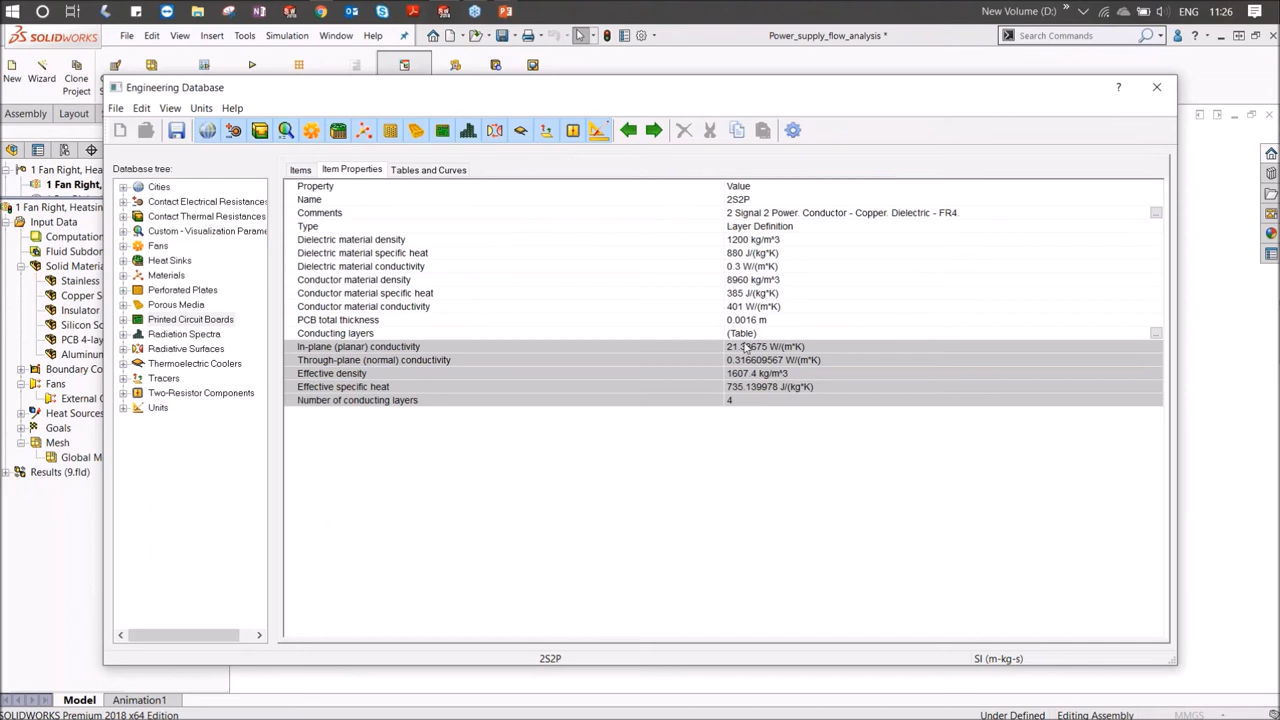 New Volume (D:) » ENG 11:26
SOLIDWORKS File Edit View Insert Tools Simulation Window Help Power_supply_flow_analysis * Search Commands
New Wizard Clone Project
Assembly Layout
Engineering Database
File Edit View Units Help
Database tree:
Cities
Contact Electrical Resistances
Contact Thermal Resistances
Custom - Visualization Parame
Fans
Heat Sinks
Materials
Perforated Plates
Porous Media
Printed Circuit Boards
Radiation Spectra
Radiative Surfaces
Thermoelectric Coolers
Tracers
Two-Resistor Components
Units
Items Item Properties Tables and Curves
Property Value
Name 2S2P
Comments 2 Signal 2 Power. Conductor - Copper. Dielectric - FR4.
Type Layer Definition
Dielectric material density 1200 kg/m^3
Dielectric material specific heat 880 J/(kg*K)
Dielectric material conductivity 0.3 W/(m*K)
Conductor material density 8960 kg/m^3
Conductor material specific heat 385 J/(kg*K)
Conductor material conductivity 401 W/(m*K)
PCB total thickness 0.0016 m
Conducting layers (Table)
In-plane (planar) conductivity W/(m*K)
Through-plane (normal) conductivity 0.316609567 W/(m*K)
Effective density 1607.4 kg/m^3
Effective specific heat 735.139978 J/(kg*K)
Number of conducting layers 4
2S2P SI (m-kg-s)
1 Fan Right, Hea
1 Fan Right,
1 Fan Right, Heatsin
Input Data
Computation
Fluid Subdom
Solid Material
Stainless
Copper S
Insulator
Silicon So
PCB 4-lay
Aluminum
Boundary Cond
Fans
External
Heat Sources
Goals
Mesh
Global M
Results (9.fld)
Model Animation1
SOLIDWORKS Premium 2018 x64 Edition Under Defined Editing Assembly MMGS